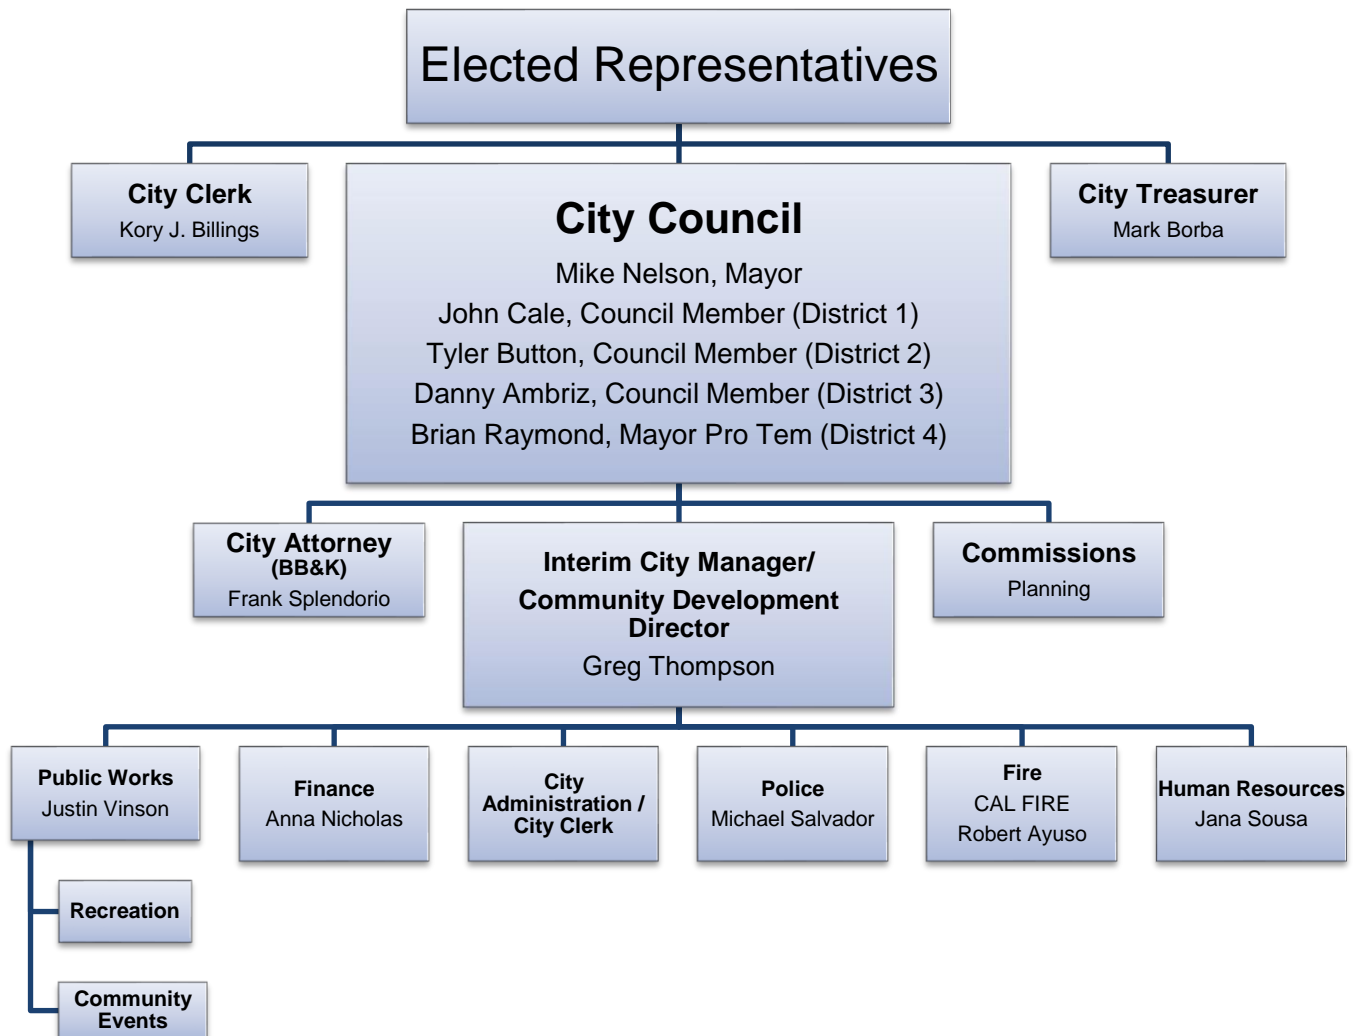 Elected Representatives
City Clerk
Kory J. Billings
City Council
Mike Nelson, Mayor
John Cale, Council Member (District 1)
Tyler Button, Council Member (District 2)
Danny Ambriz, Council Member (District 3)
Brian Raymond, Mayor Pro Tem (District 4)
City Treasurer
Mark Borba
City Attorney
(BB&K)
Frank Splendorio
Interim City Manager/
Community Development
Director
Greg Thompson
Commissions
Planning
Public Works
Justin Vinson
Finance
Anna Nicholas
City
Administration /
City Clerk
Police
Michael Salvador
Fire
CAL FIRE
Robert Ayuso
Human Resources
Jana Sousa
Recreation
Community
Events